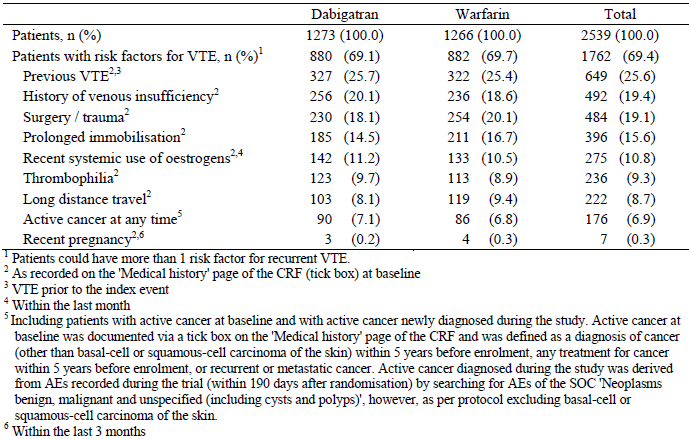 Dabigatran Warfarin Total
Patients, n (%) 1273 (100.0) 1266 (100.0) 2539 (100.0)
Patients with risk factors for VTE, n (%)1 880 (69.1) 882 (69.7) 1762 (69.4)
Previous VTE2,3 327 (25.7) 322 (25.4) 649 (25.6)
History of venous insufficiency2 256 (20.1) 236 (18.6) 492 (19.4)
Surgery / trauma2 230 (18.1) 254 (20.1) 484 (19.1)
Prolonged immobilisation2 185 (14.5) 211 (16.7) 396 (15.6)
Recent systemic use of oestrogens2,4 142 (11.2) 133 (10.5) 275 (10.8)
Thrombophilia2 123 (9.7) 113 (8.9) 236 (9.3)
Long distance travel2 103 (8.1) 119 (9.4) 222 (8.7)
Active cancer at any time5 90 (7.1) 86 (6.8) 176 (6.9)
Recent pregnancy2,6 3 (0.2) 4 (0.3) 7 (0.3)
1 Patients could have more than 1 risk factor for recurrent VTE.
2 As recorded on the 'Medical history' page of the CRF (tick box) at baseline
3 VTE prior to the index event
4 Within the last month
5 Including patients with active cancer at baseline and with active cancer newly diagnosed during the study. Active cancer at
baseline was documented via a tick box on the 'Medical history' page of the CRF and was defined as a diagnosis of cancer
(other than basal-cell or squamous-cell carcinoma of the skin) within 5 years before enrolment, any treatment for cancer
within 5 years before enrolment, or recurrent or metastatic cancer. Active cancer diagnosed during the study was derived
from AEs recorded during the trial (within 190 days after randomisation) by searching for AEs of the SOC 'Neoplasms
benign, malignant and unspecified (including cysts and polyps)', however, as per protocol excluding basal-cell or
squamous-cell carcinoma of the skin.
6 Within the last 3 months